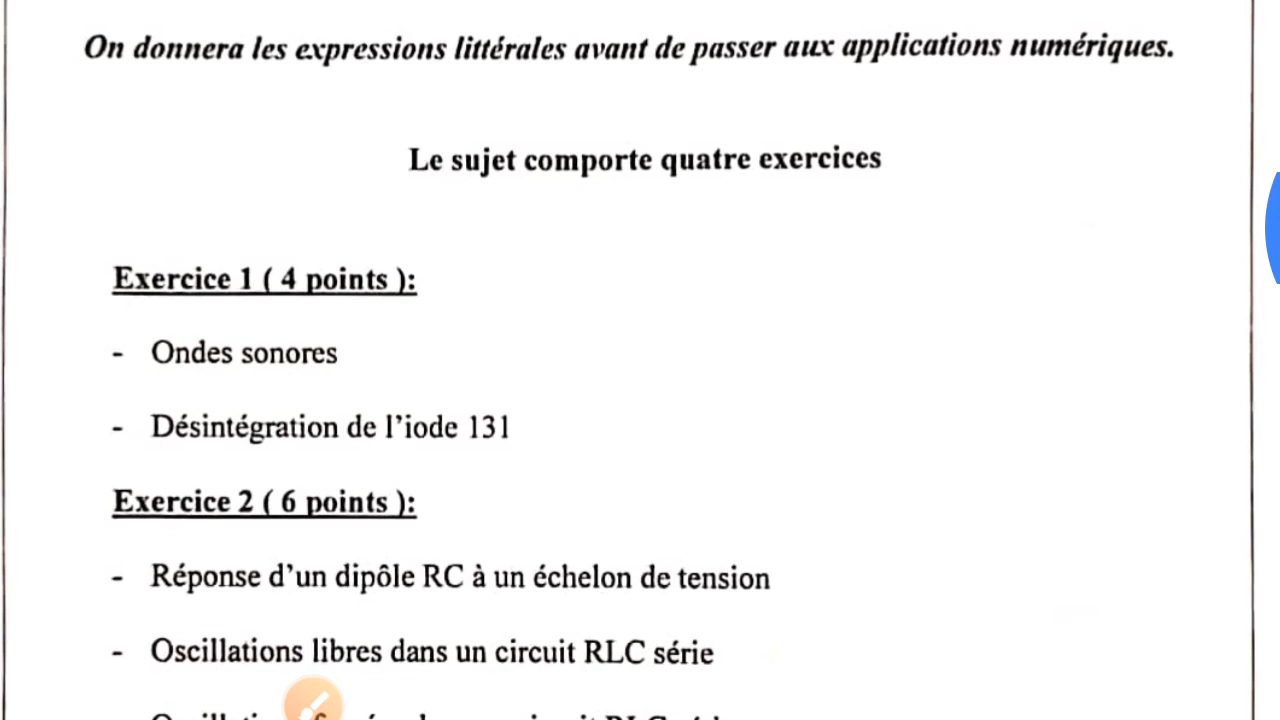 On donnera les expressions littérales avant de passer aux applications numériques.
Le sujet comporte quatre exercices
Exercice 1 ( 4 points ):
- Ondes sonores
- Désintégration de l'iode 131
Exercice 2 ( 6 points ):
- Réponse d'un dipôle RC à un échelon de tension
- Oscillations libres dans un circuit RLC série